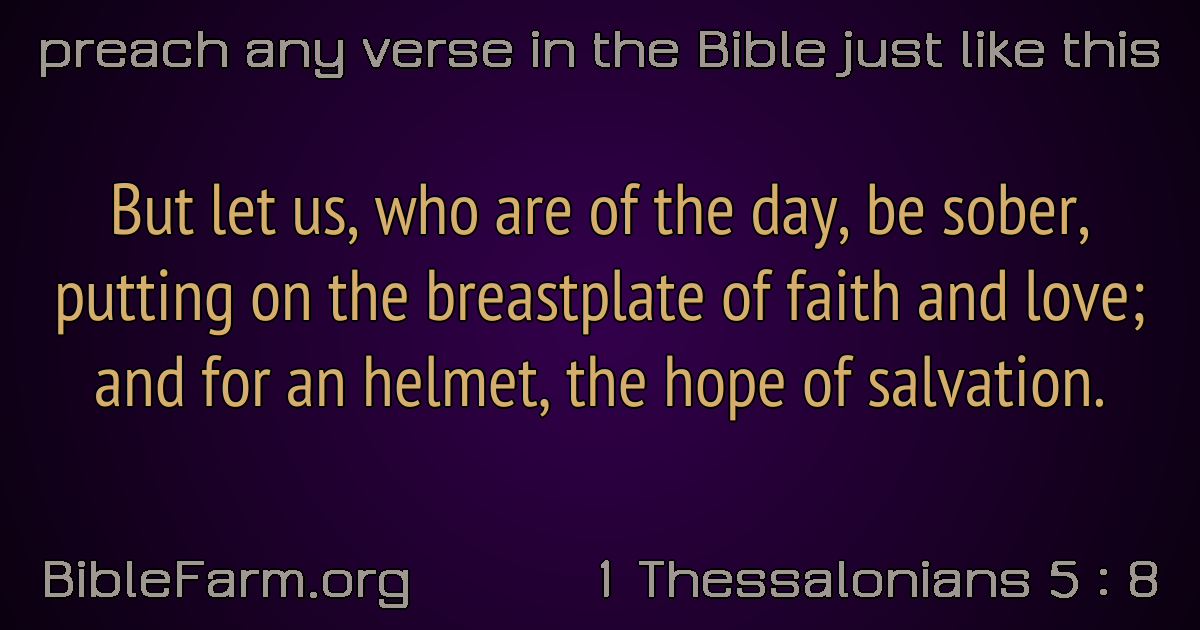 preach any verse in the Bible just like this
But let us, who are of the day, be sober,
putting on the breastplate of faith and love;
and for an helmet, the hope of salvation.
BibleFarm.org
1 Thessalonians 5 : 8